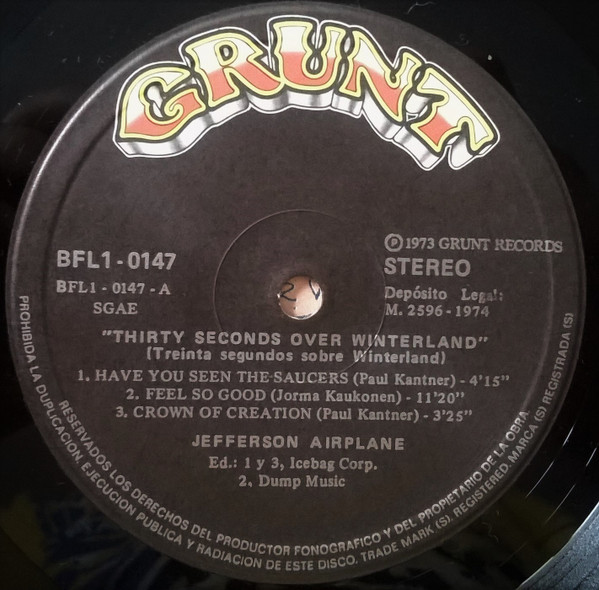 GRUNT
BFL1-0147
BFL1-0147-A
SGAE
Ⓟ 1973 GRUNT RECORDS
STEREO
Depósito Legal:
M. 2596-1974
2 V
"THIRTY SECONDS OVER WINTERLAND"
(Treinta segundos sobre Winterland)
1. HAVE YOU SEEN THE SAUCERS (Paul Kantner) - 4'15"
2. FEEL SO GOOD (Jorma Kaukonen) - 11'20"
3. CROWN OF CREATION (Paul Kantner) - 3'25"
JEFFERSON AIRPLANE
Ed.: 1 y 3, Icebag Corp.
2, Dump Music
RESERVADOS LOS DERECHOS DEL PRODUCTOR FONOGRAFICO Y DEL PROPIETARIO DE LA OBRA.
PROHIBIDA LA DUPLICACION, EJECUCION PUBLICA Y RADIACION DE ESTE DISCO. TRADE MARK (S). REGISTERED. MARCA (S) REGISTRADA (S)